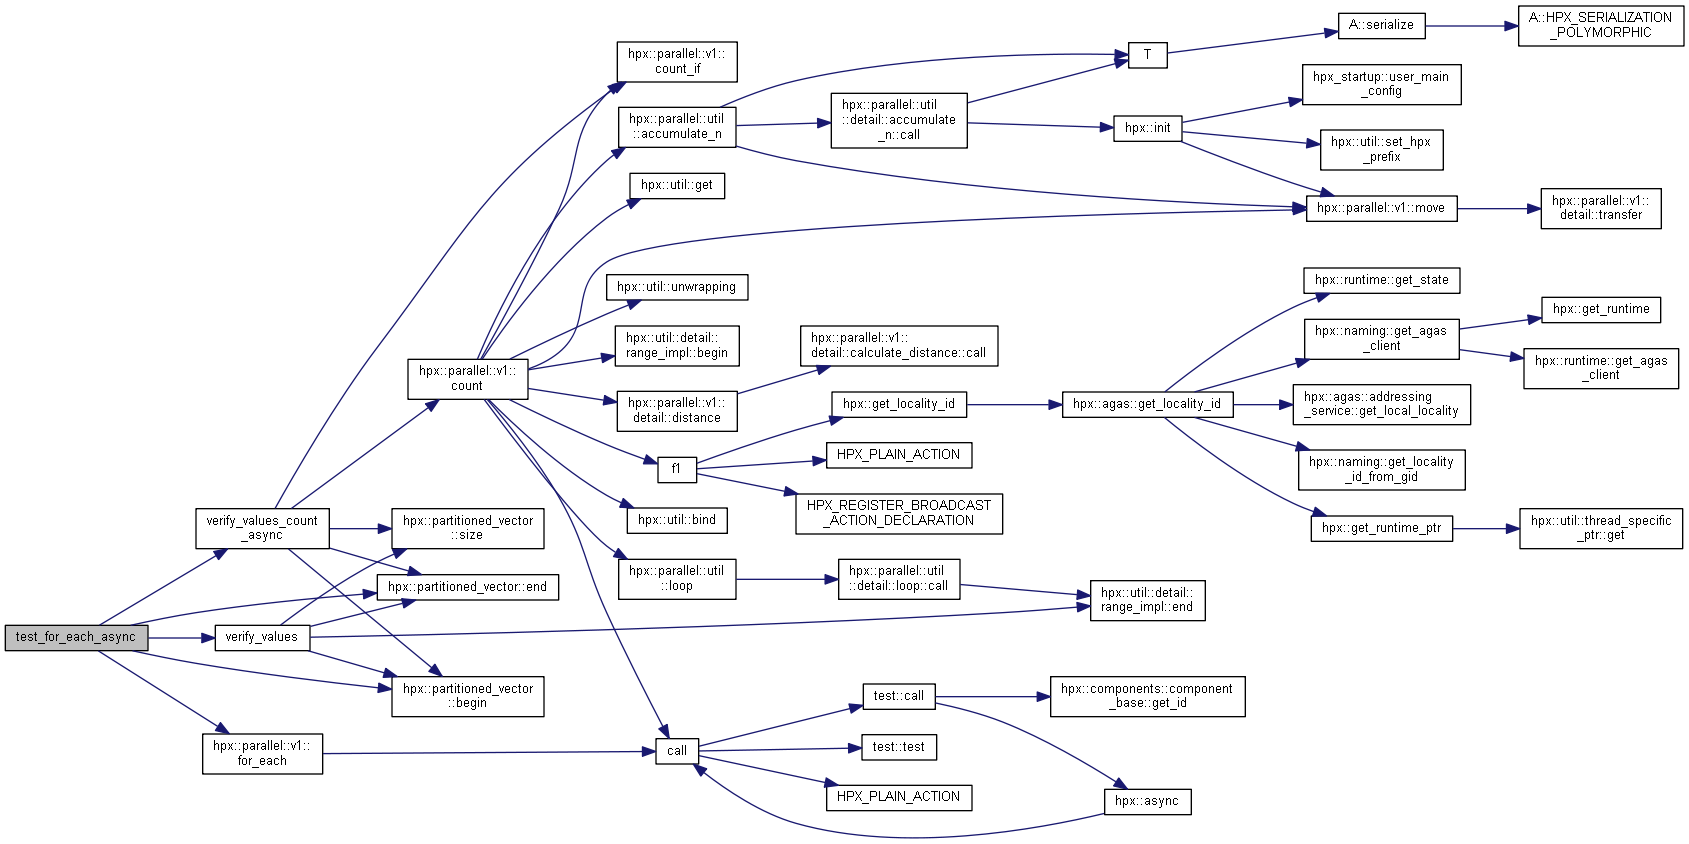 A::serialize
A::HPX_SERIALIZATION
_POLYMORPHIC
hpx::parallel::v1::
count_if
T
hpx_startup::user_main
_config
hpx::parallel::util
::accumulate_n
hpx::parallel::util
::detail::accumulate
_n::call
hpx::init
hpx::util::set_hpx
_prefix
hpx::util::get
hpx::parallel::v1::move
hpx::parallel::v1::
detail::transfer
hpx::util::unwrapping
hpx::runtime::get_state
hpx::get_runtime
hpx::util::detail::
range_impl::begin
hpx::parallel::v1::
detail::calculate_distance::call
hpx::naming::get_agas
_client
hpx::runtime::get_agas
_client
hpx::parallel::v1::
count
hpx::parallel::v1::
detail::distance
hpx::get_locality_id
hpx::agas::get_locality_id
hpx::agas::addressing
_service::get_local_locality
f1
HPX_PLAIN_ACTION
hpx::naming::get_locality
_id_from_gid
HPX_REGISTER_BROADCAST
_ACTION_DECLARATION
verify_values_count
_async
hpx::partitioned_vector
::size
hpx::util::bind
hpx::get_runtime_ptr
hpx::util::thread_specific
_ptr::get
hpx::partitioned_vector::end
hpx::parallel::util
::loop
hpx::parallel::util
::detail::loop::call
hpx::util::detail::
range_impl::end
test_for_each_async
verify_values
hpx::partitioned_vector
::begin
test::call
hpx::components::component
_base::get_id
hpx::parallel::v1::
for_each
call
test::test
HPX_PLAIN_ACTION
hpx::async